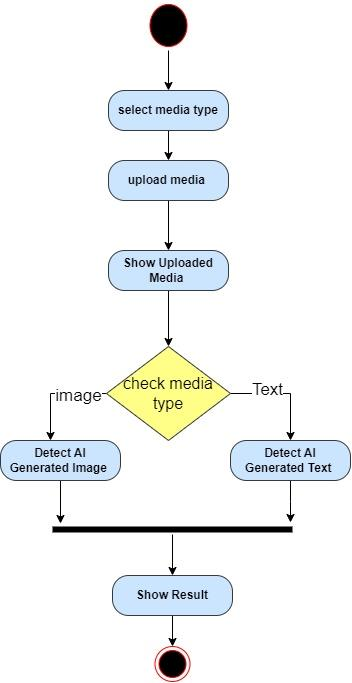 select media type
upload media
Show Uploaded
Media
check media
type
image
Text
Detect AI
Generated Image
Detect AI
Generated Text
Show Result